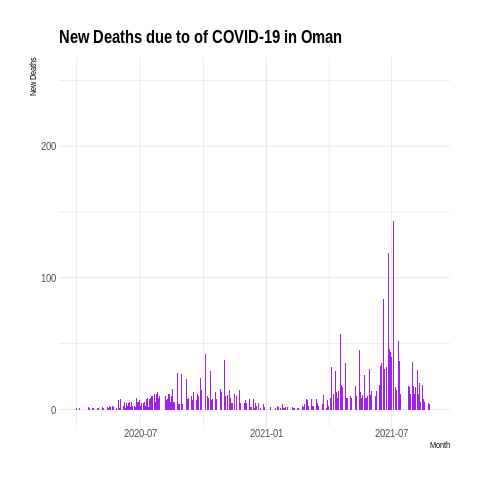 New Deaths due to of COVID-19 in Oman
New Deaths
200
100
0
2020-07
2021-01
2021-07
Month